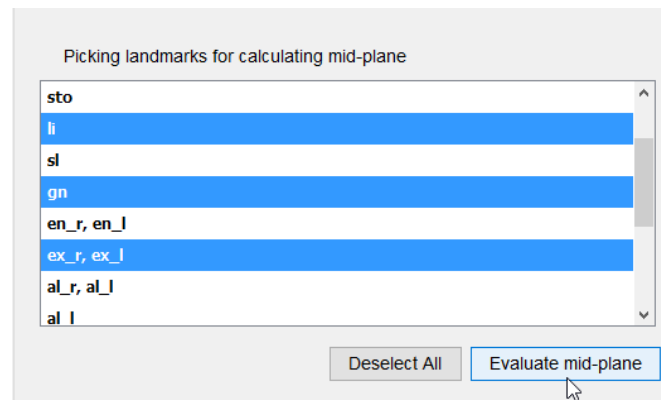 Picking landmarks for calculating mid-plane
sto
li
sl
gn
en_r, en_l
ex_r, ex_l
al_r, al_l
al_l
Deselect All
Evaluate mid-plane